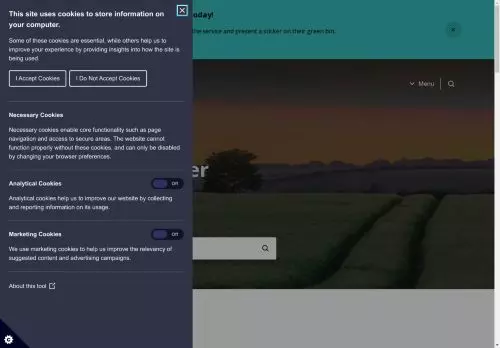 This site uses cookies to store information on your computer.
today!
Some of these cookies are essential, while others help us to improve your experience by providing insights into how the site is being used.
the service and present a sticker on their green bin.
I Accept Cookies
I Do Not Accept Cookies
Menu
Necessary Cookies
Necessary cookies enable core functionality such as page navigation and access to secure areas. The website cannot function properly without these cookies, and can only be disabled by changing your browser preferences.
Analytical Cookies
Off
Analytical cookies help us to improve our website by collecting and reporting information on its usage.
Marketing Cookies
Off
We use marketing cookies to help us improve the relevancy of suggested content and advertising campaigns.
About this tool